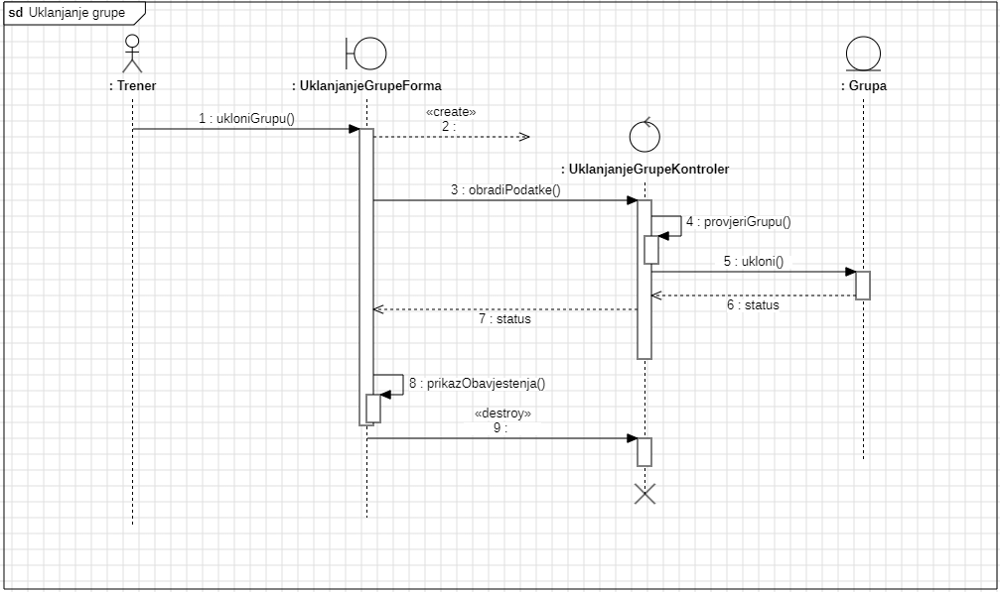 sd Uklanjanje grupe
: Trener
: UklanjanjeGrupeForma
: Grupa
1 : ukloniGrupu()
«create»
2 :
: UklanjanjeGrupeKontroler
3 : obradiPodatke()
4 : provjeriGrupu()
5 : ukloni()
6 : status
7 : status
8 : prikazObavjestenja()
«destroy»
9 :